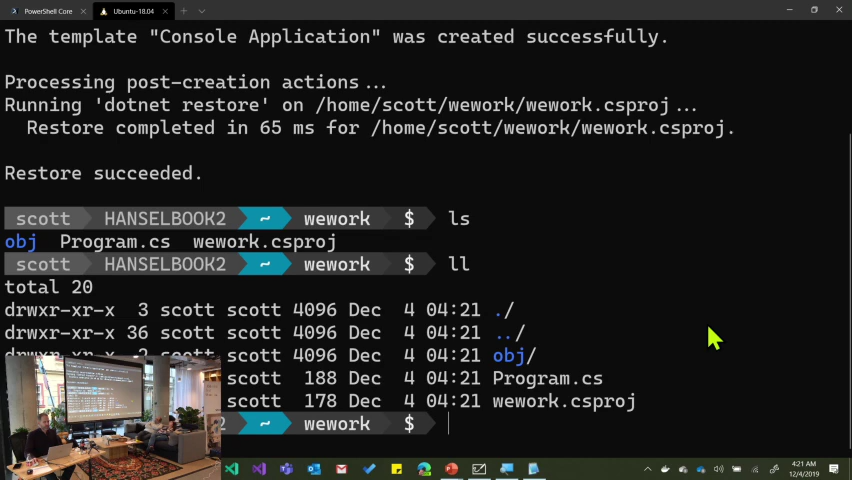 PowerShell Core
Ubuntu-18.04
The template "Console Application" was created successfully.
Processing post-creation actions...
Running 'dotnet restore' on /home/scott/wework/wework.csproj...
Restore completed in 65 ms for /home/scott/wework/wework.csproj.
Restore succeeded.
scott HANSELBOOK2 ~ wework $ ls
obj Program.cs wework.csproj
scott HANSELBOOK2 ~ wework $ ll
total 20
drwxr-xr-x 3 scott scott 4096 Dec 4 04:21 ./
drwxr-xr-x 36 scott scott 4096 Dec 4 04:21 ../
drwxr-xr-x 2 scott scott 4096 Dec 4 04:21 obj/
scott 188 Dec 4 04:21 Program.cs
scott 178 Dec 4 04:21 wework.csproj
2 ~ wework $
4:21 AM
12/4/2019